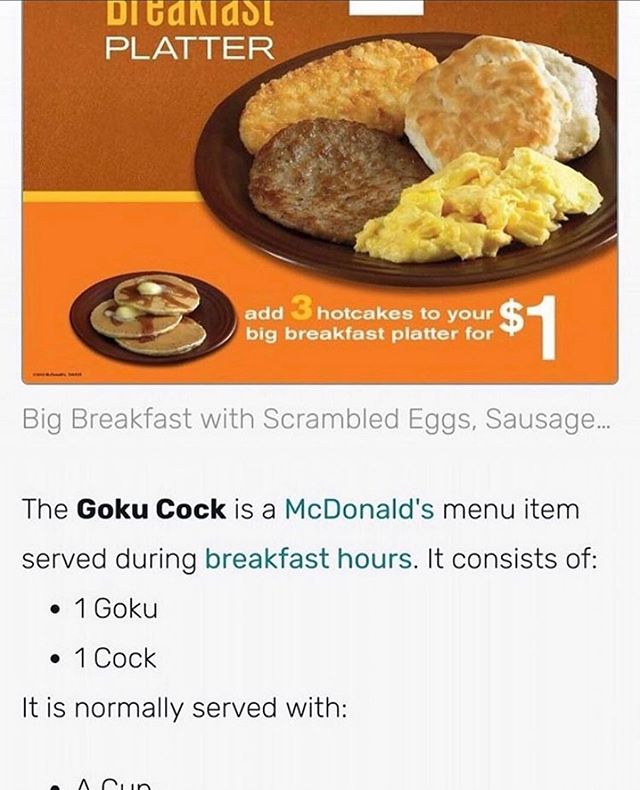 Breakfast
PLATTER
add 3 hotcakes to your $1
big breakfast platter for
Big Breakfast with Scrambled Eggs, Sausage...
The Goku Cock is a McDonald's menu item
served during breakfast hours. It consists of:
• 1 Goku
• 1 Cock
It is normally served with:
• A Cup